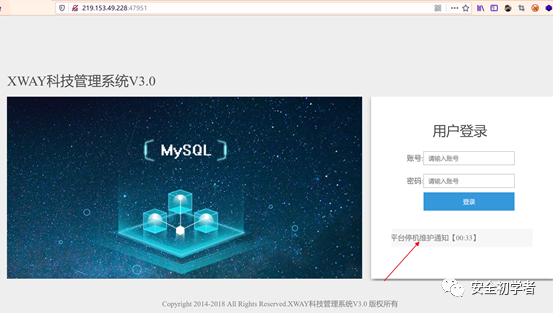 219.153.49.228:47951
XWAY科技管理系统V3.0
MySQL
用户登录
账号: 请输入账号
密码: 请输入账号
登录
平台停机维护通知【00:33】
安全初学者
Copyright 2014-2018 All Rights Reserved.XWAY科技管理系统V3.0 版权所有